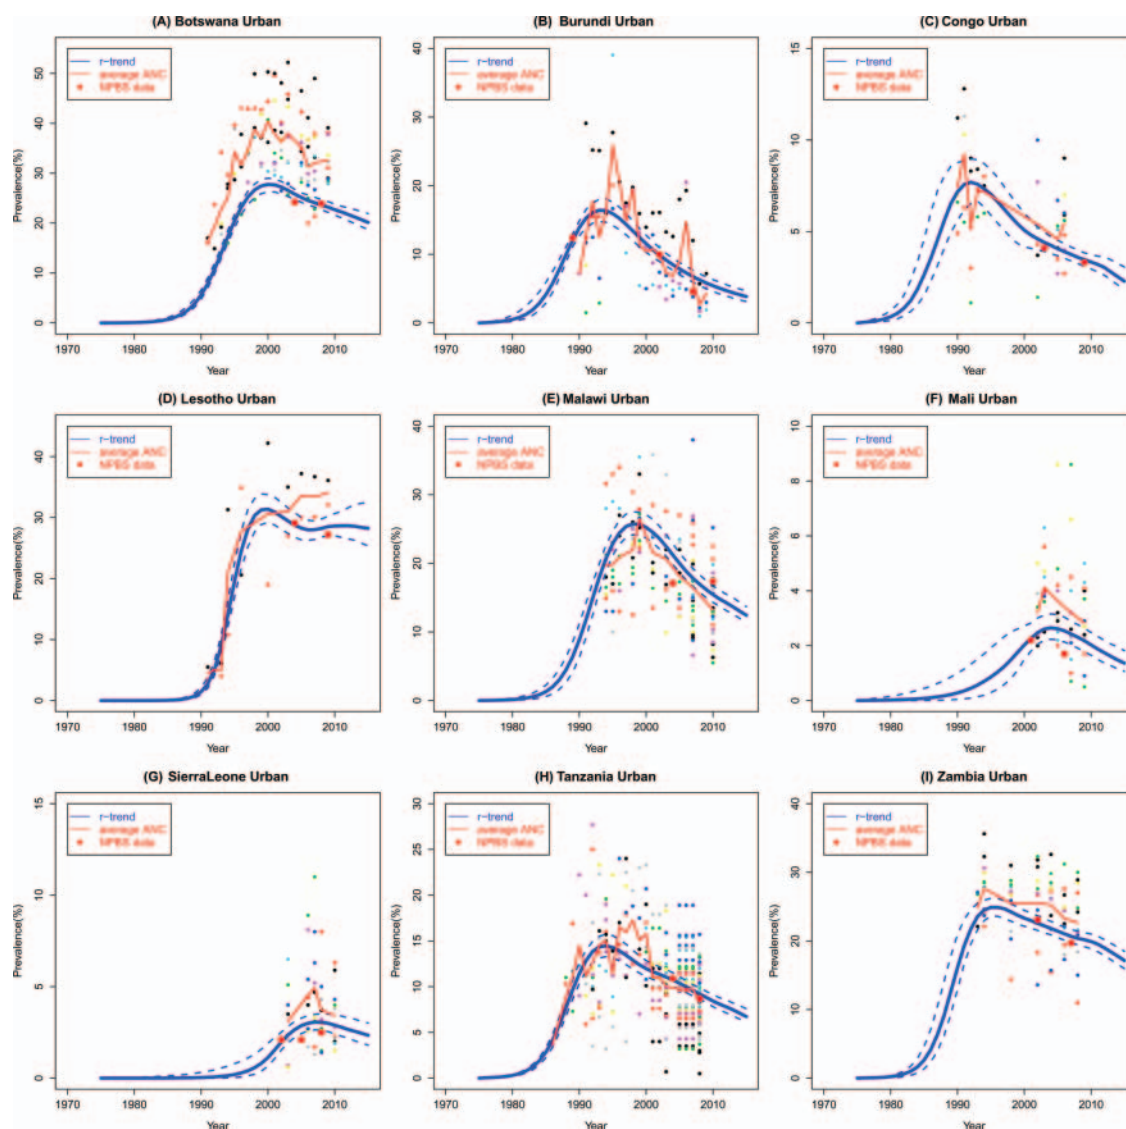 (A) Botswana Urban
(B) Burundi Urban
(C) Congo Urban
r-trend
average ANC
NPBS data
r-trend
average ANC
NPBS data
r-trend
average ANC
NPBS data
Prevalence(%)
0 10 20 30 40 50
Prevalence(%)
0 10 20 30 40
Prevalence(%)
0 5 10 15
1970 1980 1990 2000 2010
1970 1980 1990 2000 2010
1970 1980 1990 2000 2010
Year
Year
Year
(D) Lesotho Urban
(E) Malawi Urban
(F) Mali Urban
r-trend
average ANC
NPBS data
r-trend
average ANC
NPBS data
r-trend
average ANC
NPBS data
Prevalence(%)
0 10 20 30 40
Prevalence(%)
0 10 20 30 40
Prevalence(%)
0 2 4 6 8 10
1970 1980 1990 2000 2010
1970 1980 1990 2000 2010
1970 1980 1990 2000 2010
Year
Year
Year
(G) SierraLeone Urban
(H) Tanzania Urban
(I) Zambia Urban
r-trend
average ANC
NPBS data
r-trend
average ANC
NPBS data
r-trend
average ANC
NPBS data
Prevalence(%)
0 5 10 15
Prevalence(%)
0 5 10 15 20 25 30
Prevalence(%)
0 10 20 30 40
1970 1980 1990 2000 2010
1970 1980 1990 2000 2010
1970 1980 1990 2000 2010
Year
Year
Year